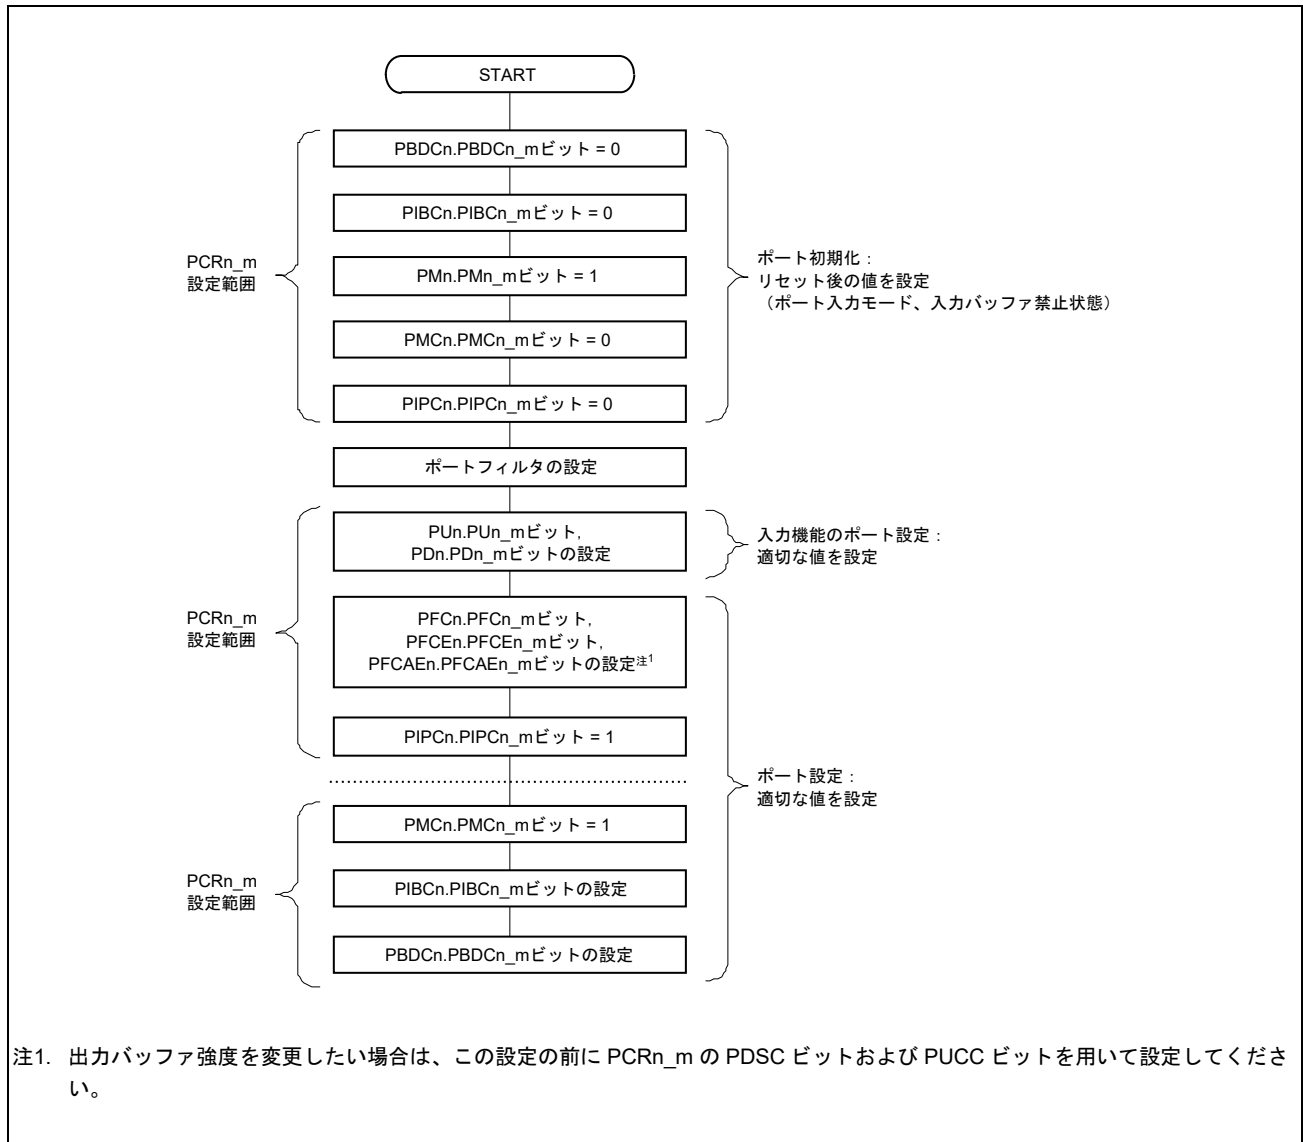 START
PBDCn.PBDCn_mビット = 0
PIBCn.PIBCn_mビット = 0
PCRn_m
設定範囲
PMn.PMn_mビット = 1
ポート初期化：
リセット後の値を設定
（ポート入力モード、入力バッファ禁止状態）
PMCn.PMCn_mビット = 0
PIPCn.PIPCn_mビット = 0
ポートフィルタの設定
PUn.PUn_mビット,
PDn.PDn_mビットの設定
入力機能のポート設定：
適切な値を設定
PCRn_m
設定範囲
PFCn.PFCn_mビット,
PFCEn.PFCEn_mビット,
PFCAEn.PFCAEn_mビットの設定注1
PIPCn.PIPCn_mビット = 1
ポート設定：
適切な値を設定
PMCn.PMCn_mビット = 1
PCRn_m
設定範囲
PIBCn.PIBCn_mビットの設定
PBDCn.PBDCn_mビットの設定
注1. 出力バッファ強度を変更したい場合は、この設定の前に PCRn_m の PDSC ビットおよび PUCC ビットを用いて設定してくださ
い。